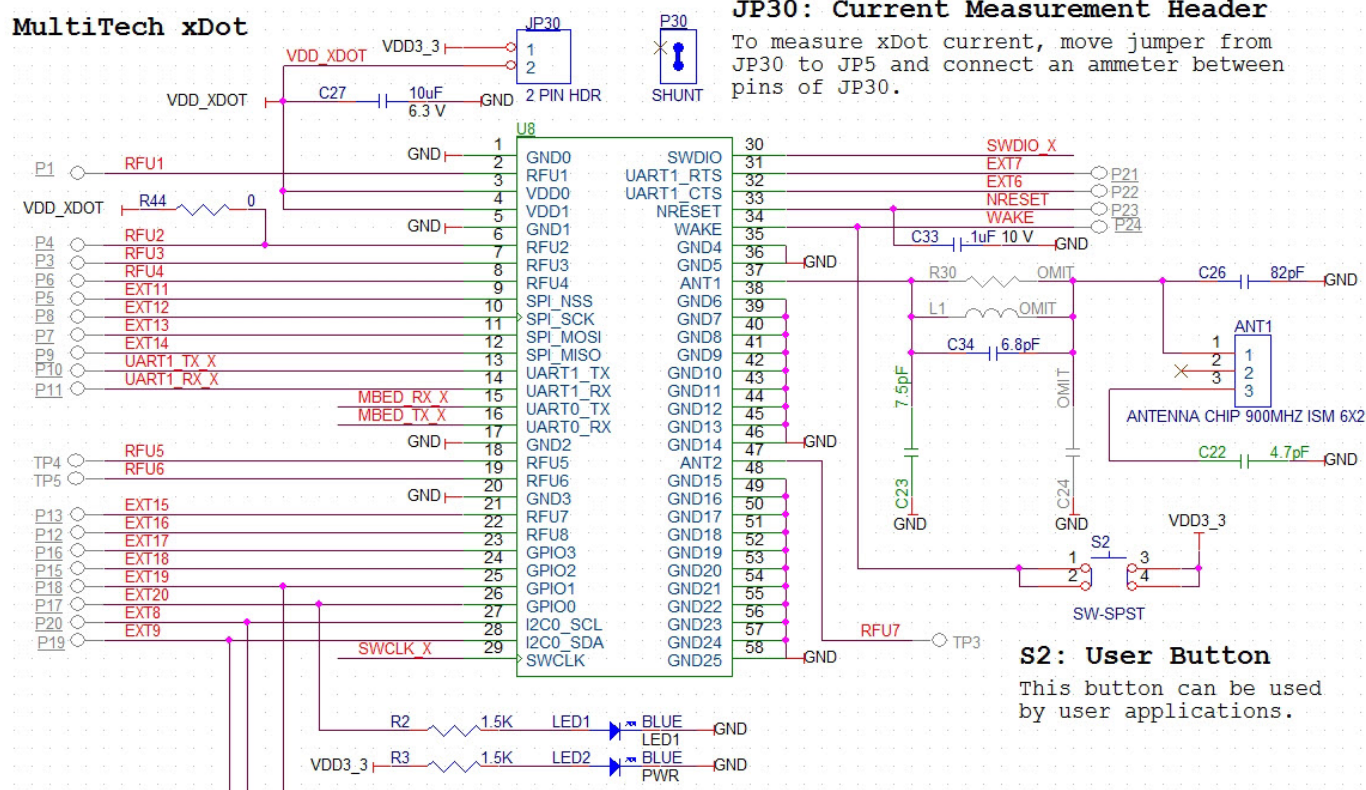 MultiTech xDot
JP30: Current Measurement Header
To measure xDot current, move jumper from
JP30 to JP5 and connect an ammeter between
pins of JP30.
JP30
VDD3_3
1
VDD_XDOT
2
2 PIN HDR
P30
SHUNT
VDD_XDOT
C27
10uF
6.3 V
GND
U8
GND 1 GND0
P1 RFU1 2 RFU1
3 VDD0
VDD_XDOT R44 0
4 VDD1
GND 5 GND1
P4 RFU2 6 RFU2
P3 RFU3 7 RFU3
P6 RFU4 8 RFU4
P5 EXT11 9 SPI_NSS
P8 EXT12 10 SPI_SCK
P7 EXT13 11 SPI_MOSI
P9 EXT14 12 SPI_MISO
P10 UART1_TX_X 13 UART1_TX
P11 UART1_RX_X 14 UART1_RX
MBED_RX_X 15 UART0_TX
MBED_TX_X 16 UART0_RX
GND 17 GND2
TP4 RFU5 18 RFU5
TP5 RFU6 19 RFU6
GND 20 GND3
P13 EXT15 21 RFU7
P12 EXT16 22 RFU8
P16 EXT17 23 GPIO3
P15 EXT18 24 GPIO2
P18 EXT19 25 GPIO1
P17 EXT20 26 GPIO0
P20 EXT8 27 I2C0_SCL
P19 EXT9 28 I2C0_SDA
SWCLK_X 29 SWCLK
SWDIO 30 SWDIO_X
UART1_RTS 31 EXT7 P21
UART1_CTS 32 EXT6 P22
NRESET 33 NRESET P23
WAKE 34 WAKE P24
GND4 35
GND5 36 GND
ANT1 37
GND6 38
GND7 39
GND8 40
GND9 41
GND10 42
GND11 43
GND12 44
GND13 45
GND14 46 GND
ANT2 47
GND15 48
GND16 49
GND17 50
GND18 51
GND19 52
GND20 53
GND21 54
GND22 55
GND23 56
GND24 57
GND25 58 GND
C33 .1uF 10 V GND
R30 OMIT
L1 OMIT
C34 6.8pF
7.5pF
C23
GND
OMIT
C24
GND
C26 82pF GND
ANT1
1 1
2 2
3 3
ANTENNA CHIP 900MHZ ISM 6X2
C22 4.7pF GND
VDD3_3
S2
1 3
2 4
SW-SPST
RFU7 TP3
S2: User Button
This button can be used
by user applications.
R2 1.5K LED1 BLUE GND
LED1
VDD3_3 R3 1.5K LED2 BLUE GND
PWR